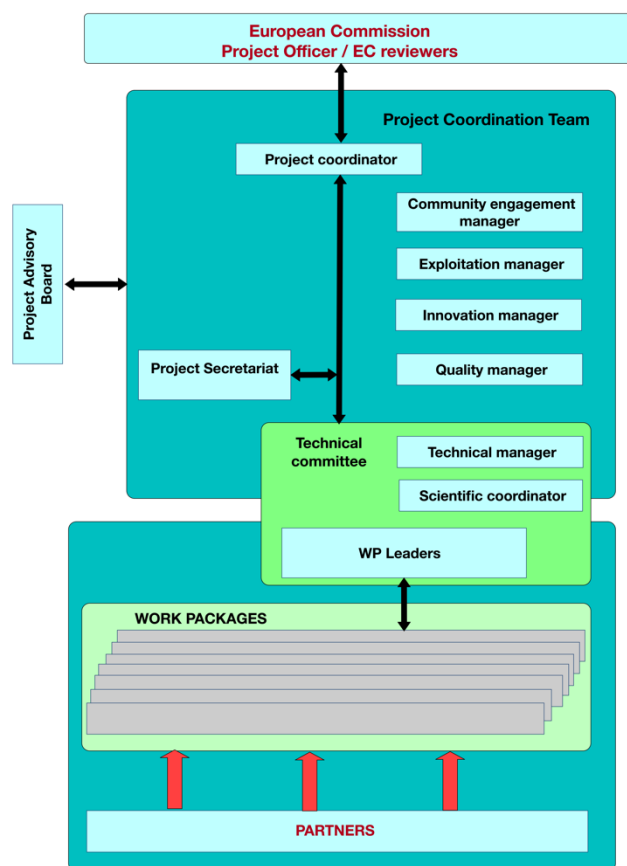 European Commission
Project Officer / EC reviewers
Project Coordination Team
Project coordinator
Community engagement
manager
Project Advisory
Board
Exploitation manager
Innovation manager
Project Secretariat
Quality manager
Technical
committee
Technical manager
Scientific coordinator
WP Leaders
WORK PACKAGES
PARTNERS